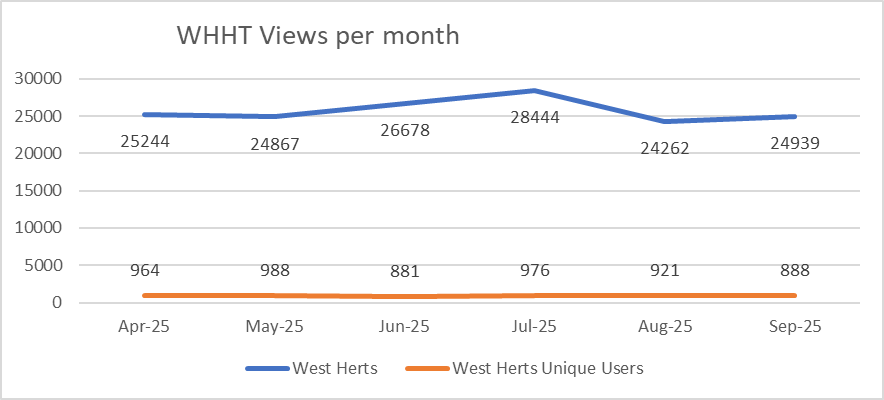 WHHT Views per month
30000
25000
20000
15000
10000
5000
0
25244 24867 26678 28444 24262 24939
964 988 881 976 921 888
Apr-25 May-25 Jun-25 Jul-25 Aug-25 Sep-25
West Herts West Herts Unique Users